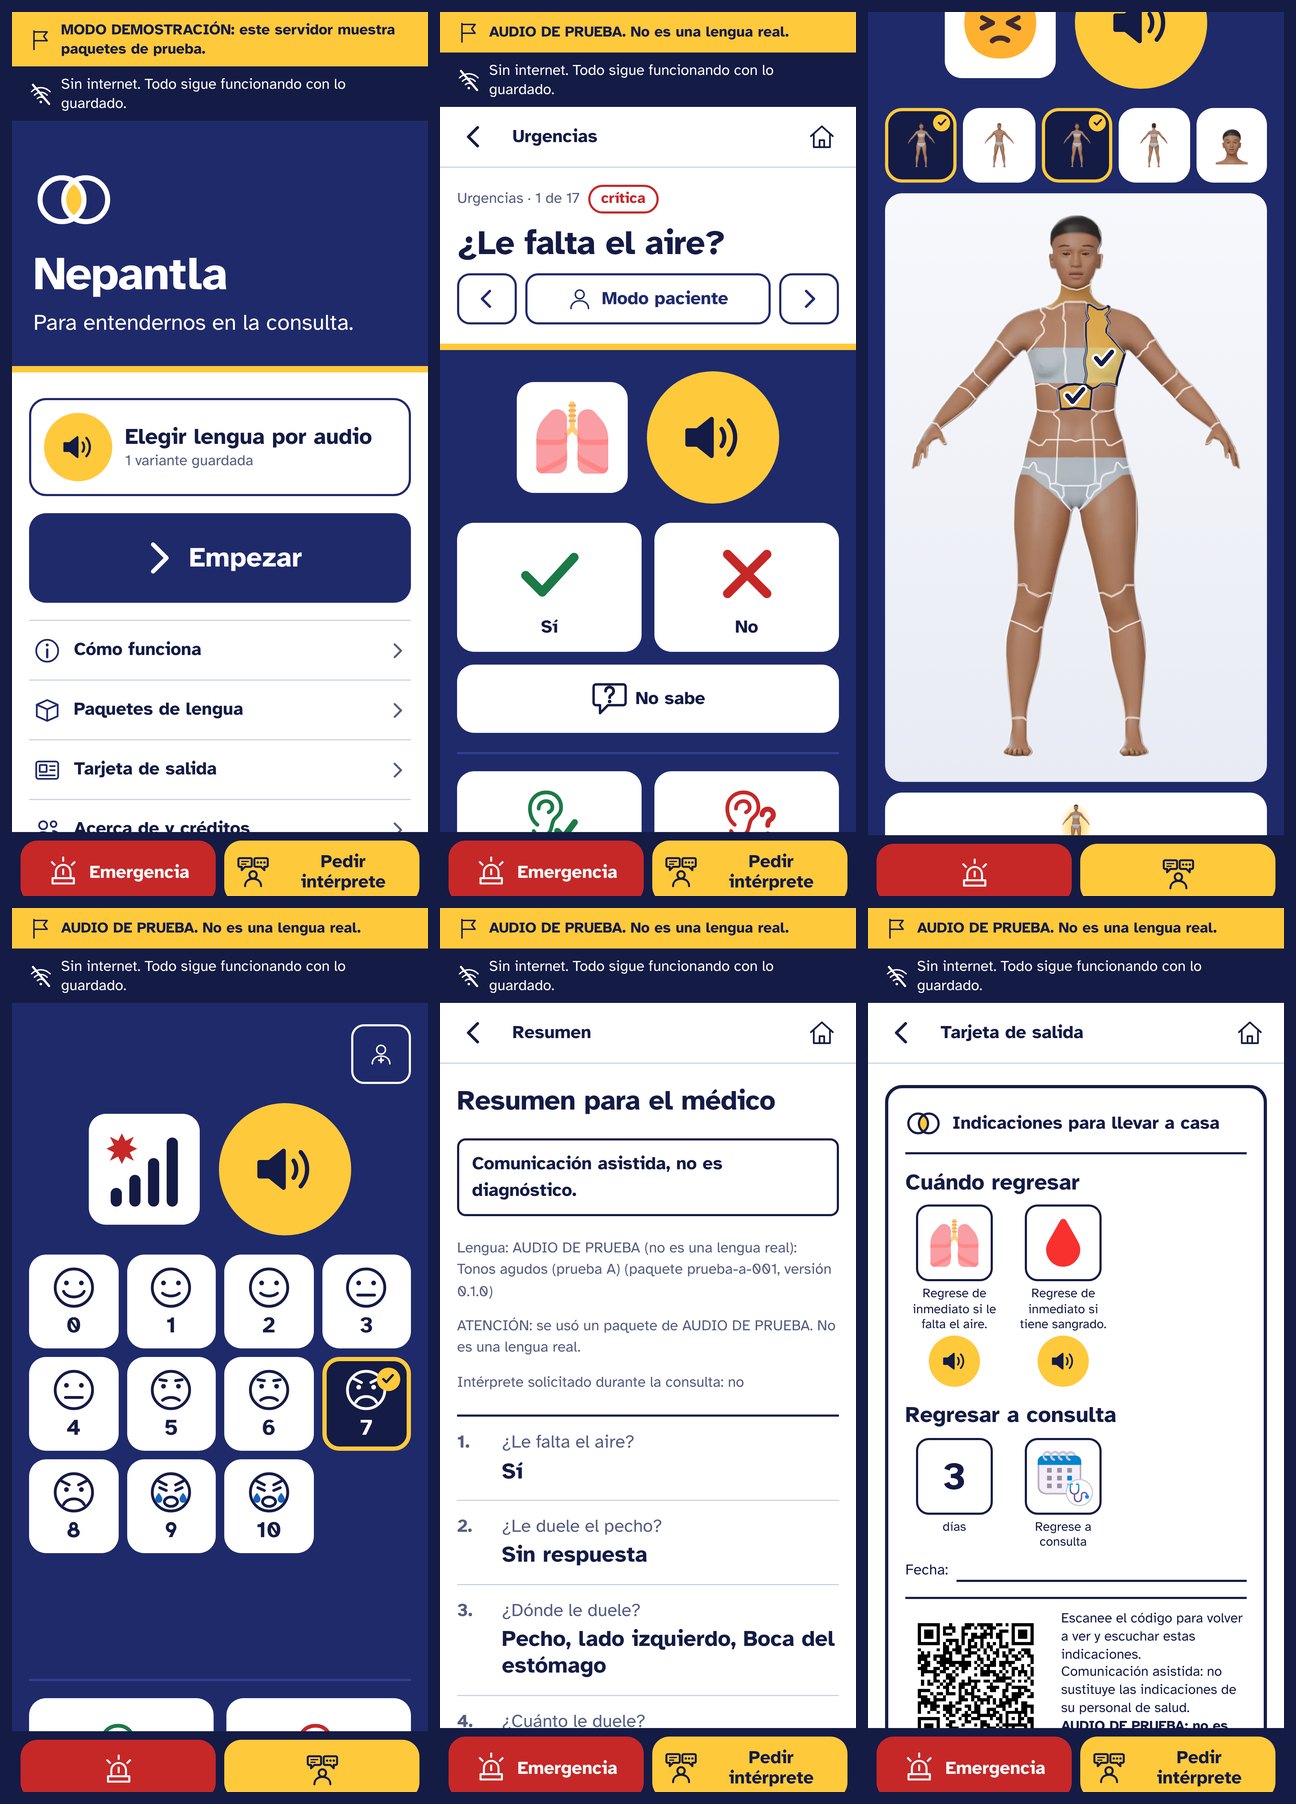 MODO DEMOSTRACIÓN: este servidor muestra
paquetes de prueba.
Sin internet. Todo sigue funcionando con lo
guardado.
Nepantla
Para entendernos en la consulta.
Elegir lengua por audio
1 variante guardada
Empezar
Cómo funciona
Paquetes de lengua
Tarjeta de salida
Acerca de y créditos
Emergencia
Pedir
intérprete
AUDIO DE PRUEBA. No es una lengua real.
Sin internet. Todo sigue funcionando con lo
guardado.
Urgencias
Urgencias · 1 de 17 crítica
¿Le falta el aire?
Modo paciente
Sí
No
No sabe
Emergencia
Pedir
intérprete
AUDIO DE PRUEBA. No es una lengua real.
Sin internet. Todo sigue funcionando con lo
guardado.
0 1 2 3
4 5 6 7
8 9 10
AUDIO DE PRUEBA. No es una lengua real.
Sin internet. Todo sigue funcionando con lo
guardado.
Resumen
Resumen para el médico
Comunicación asistida, no es
diagnóstico.
Lengua: AUDIO DE PRUEBA (no es una lengua real):
Tonos agudos (prueba A) (paquete prueba-a-001, versión
0.1.0)
ATENCIÓN: se usó un paquete de AUDIO DE PRUEBA. No
es una lengua real.
Intérprete solicitado durante la consulta: no
1. ¿Le falta el aire?
Sí
2. ¿Le duele el pecho?
Sin respuesta
3. ¿Dónde le duele?
Pecho, lado izquierdo, Boca del
estómago
4. ¿Cuánto le duele?
Emergencia
Pedir
intérprete
AUDIO DE PRUEBA. No es una lengua real.
Sin internet. Todo sigue funcionando con lo
guardado.
Tarjeta de salida
Indicaciones para llevar a casa
Cuándo regresar
Regrese de
inmediato si le
falta el aire.
Regrese de
inmediato si
tiene sangrado.
Regresar a consulta
3
días
Regrese a
consulta
Fecha:
Escanee el código para volver
a ver y escuchar estas
indicaciones.
Comunicación asistida: no
sustituye las indicaciones de
su personal de salud.
AUDIO DE PRUEBA: no es
Emergencia
Pedir
intérprete